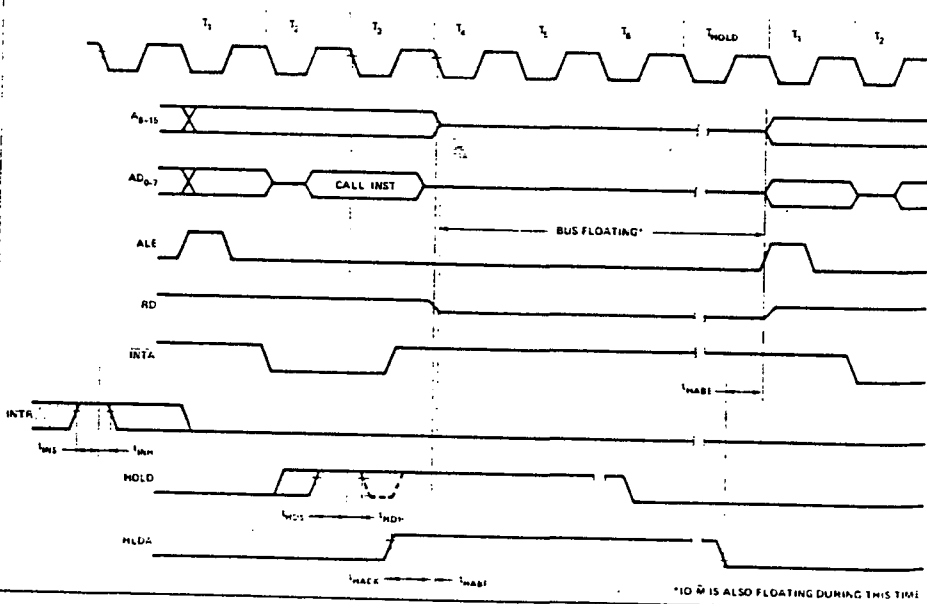 T1 T2 T3 T4 T5 T6 THOLD T1 T2
A8-15
AD0-7
CALL INST
BUS FLOATING*
ALE
RD
INTA
tHABE
INTR
tINS tINH
HOLD
tHDS tHDH
HLDA
tHACK tHABF
*IO M IS ALSO FLOATING DURING THIS TIME